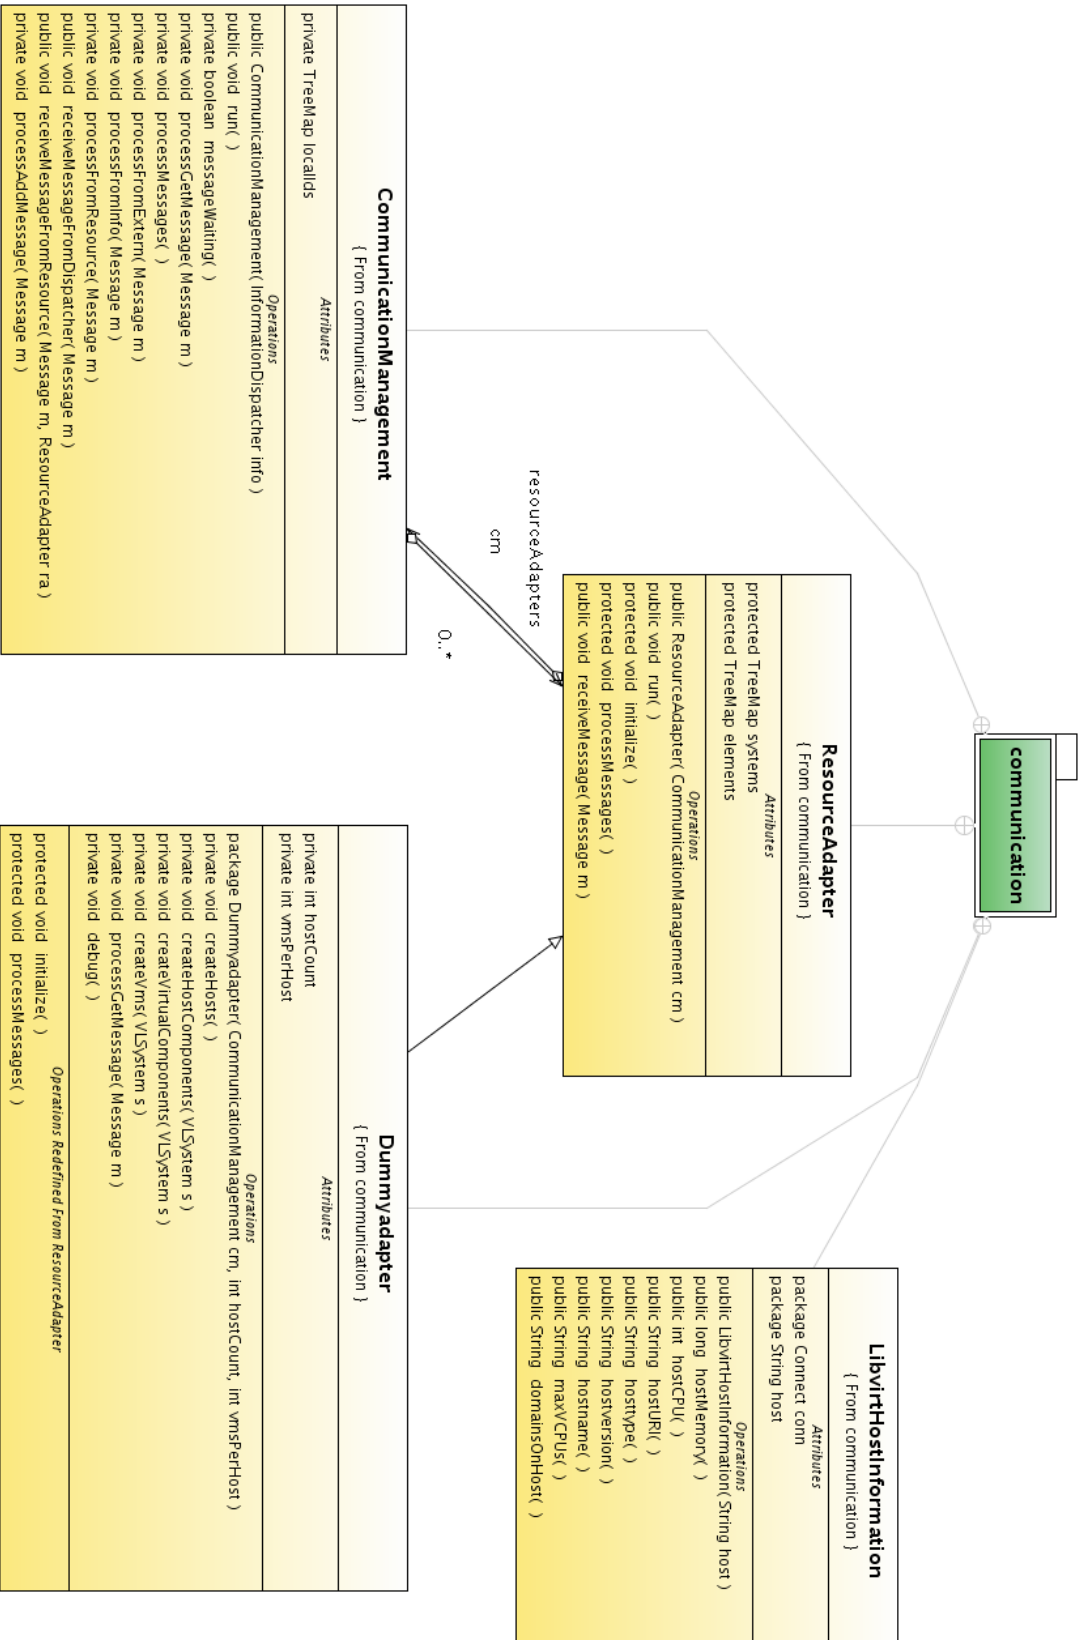 communication
CommunicationManagement
{ From communication }
Attributes
private TreeMap localIds
Operations
public CommunicationManagement( InformationDispatcher info )
public void run( )
private boolean messageWaiting( )
private void processGetMessage( Message m )
private void processMessages( )
private void processFromExtern( Message m )
private void processFromInfo( Message m )
private void processFromResource( Message m )
public void receiveMessageFromDispatcher( Message m )
public void receiveMessageFromResource( Message m, ResourceAdapter ra )
private void processAddMessage( Message m )
resourceAdapters
cm
0..*
ResourceAdapter
{ From communication }
Attributes
protected TreeMap systems
protected TreeMap elements
Operations
public ResourceAdapter( CommunicationManagement cm )
public void run( )
protected void initialize( )
protected void processMessages( )
public void receiveMessage( Message m )
Dummyadapter
{ From communication }
Attributes
private int hostCount
private int vmsPerHost
Operations
package Dummyadapter( CommunicationManagement cm, int hostCount, int vmsPerHost )
private void createHosts( )
private void createHostComponents( VLSystem s )
private void createVirtualComponents( VLSystem s )
private void createVms( VLSystem s )
private void processGetMessage( Message m )
private void debug( )
Operations Redefined From ResourceAdapter
protected void initialize( )
protected void processMessages( )
LibvirtHostInformation
{ From communication }
Attributes
package Connect conn
package String host
Operations
public LibvirtHostInformation( String host )
public long hostMemory( )
public int hostCPU( )
public String hostURI( )
public String hosttype( )
public String hostversion( )
public String hostname( )
public String maxVCPUs( )
public String domainsOnHost( )